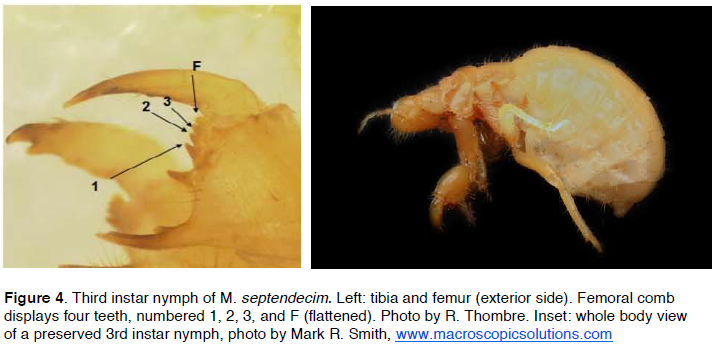 F
2
3
1
Figure 4. Third instar nymph of M. septendecim. Left: tibia and femur (exterior side). Femoral comb
displays four teeth, numbered 1, 2, 3, and F (flattened). Photo by R. Thombre. Inset: whole body view
of a preserved 3rd instar nymph, photo by Mark R. Smith, www.macroscopicsolutions.com